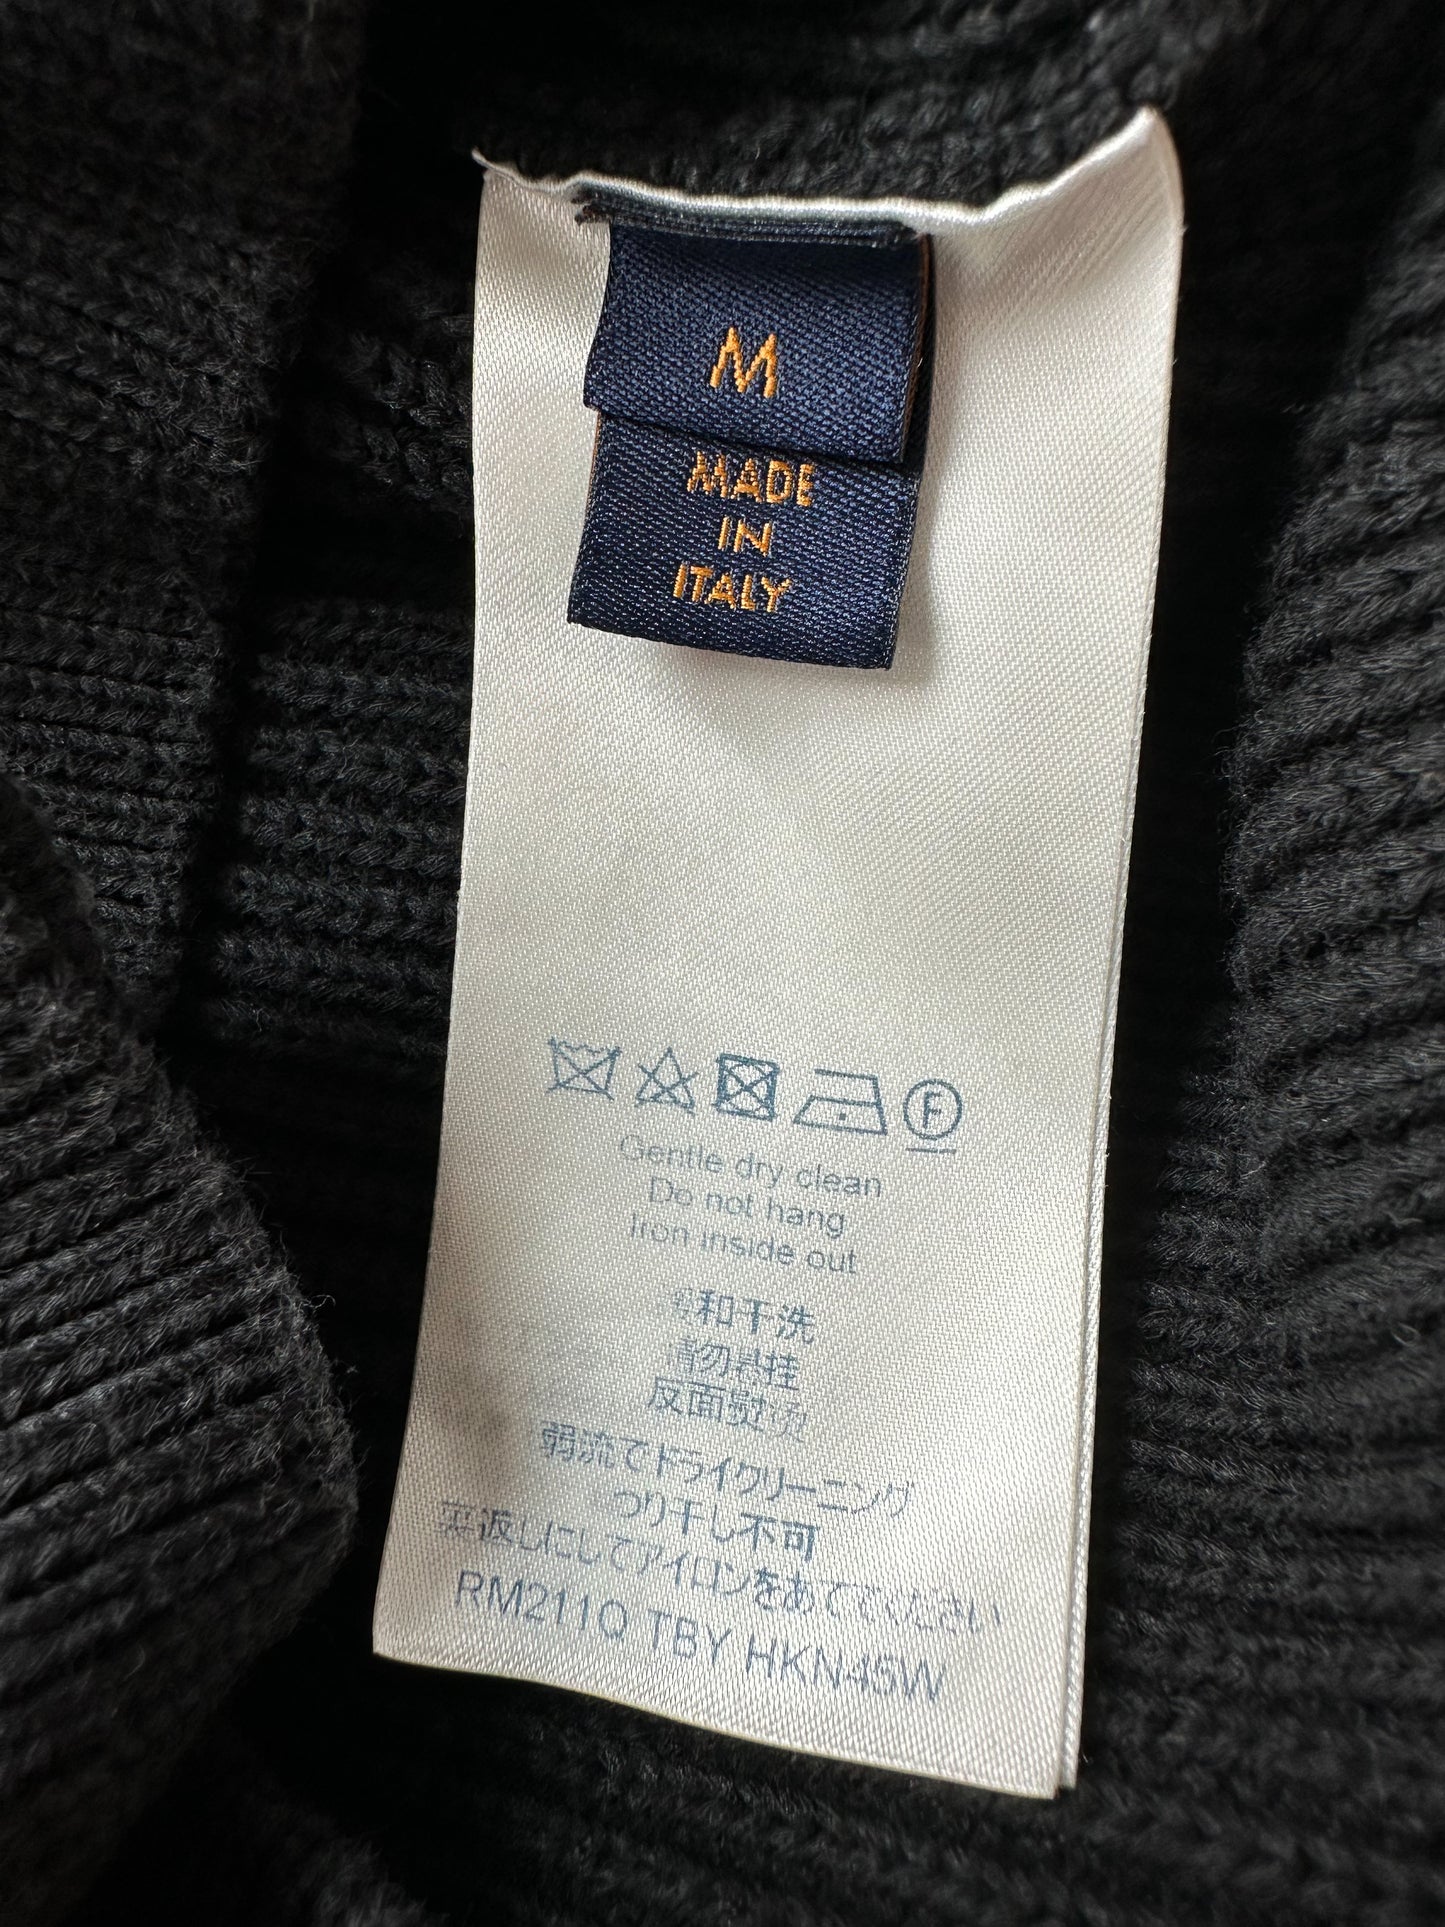 M
MADE
IN
ITALY
F
Gentle dry clean
Do not hang
Iron inside out
和干洗
请勿悬挂
反面熨烫
弱流てドライクリーニング
つり干し不可
裏返しにしてアイロンをあててください
RM211Q TBY HKN45W